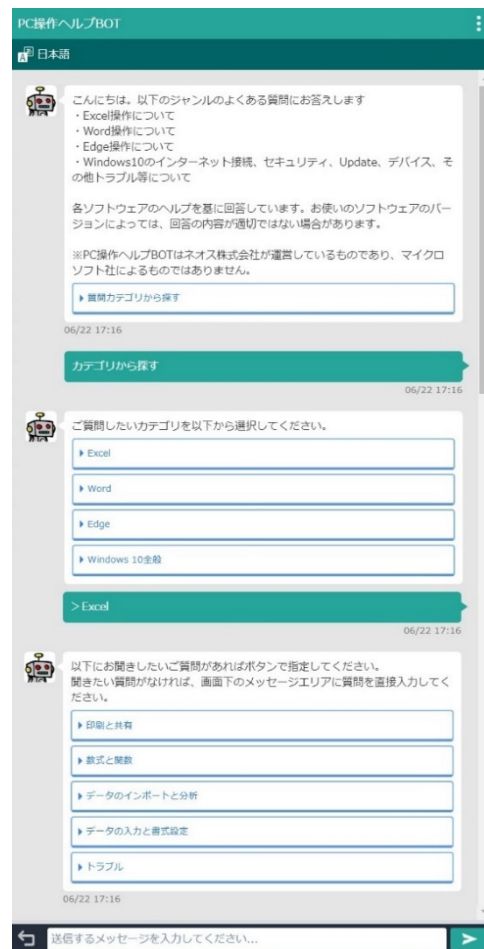 PC操作ヘルプBOT
日本語
こんにちは。以下のジャンルのよくある質問にお答えします
・Excel操作について
・Word操作について
・Edge操作について
・Windows10のインターネット接続、セキュリティ、Update、デバイス、そ
の他トラブル等について
各ソフトウェアのヘルプを基に回答しています。お使いのソフトウェアのバー
ジョンによっては、回答の内容が適切ではない場合があります。
※PC操作ヘルプBOTはネオス株式会社が運営しているものであり、マイクロ
ソフト社によるものではありません。
質問カテゴリから探す
06/22 17:16
カテゴリから探す
06/22 17:16
ご質問したいカテゴリを以下から選択してください。
Excel
Word
Edge
Windows 10全般
>Excel
06/22 17:16
以下にお聞きしたいご質問があればボタンで指定してください。
聞きたい質問がなければ、画面下のメッセージエリアに質問を直接入力してく
ださい。
印刷と共有
数式と関数
データのインポートと分析
データの入力と書式設定
トラブル
06/22 17:16
送信するメッセージを入力してください...